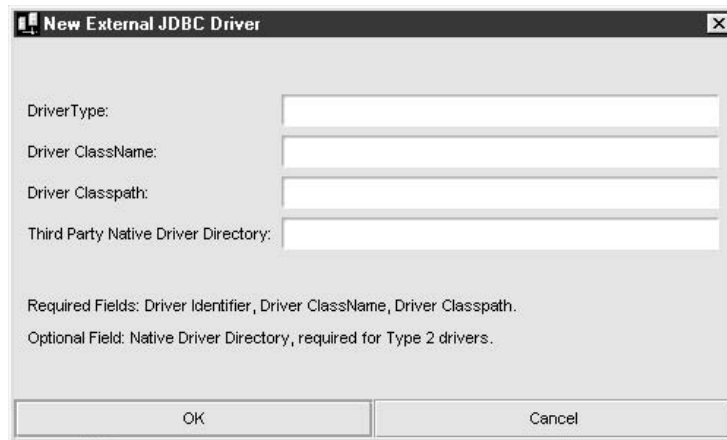 New External JDBC Driver
DriverType:
Driver ClassName:
Driver Classpath:
Third Party Native Driver Directory:
Required Fields: Driver Identifier, Driver ClassName, Driver Classpath.
Optional Field: Native Driver Directory, required for Type 2 drivers.
OK Cancel